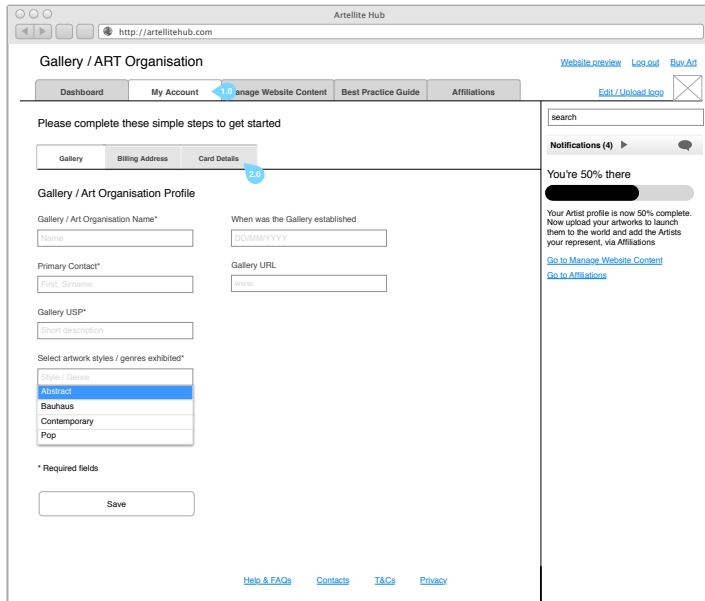 Artellite Hub
http://artellitehub.com
Gallery / ART Organisation
Website preview Log out Buy Art
Dashboard My Account 1.0 anage Website Content Best Practice Guide Affiliations
Edit / Upload logo
Please complete these simple steps to get started
search
Gallery Billing Address Card Details
2.0
Notifications (4)
You're 50% there
Gallery / Art Organisation Profile
Gallery / Art Organisation Name* When was the Gallery established
Name DD/MM/YYYY
Your Artist profile is now 50% complete.
Now upload your artworks to launch
them to the world and add the Artists
your represent, via Affiliations
Primary Contact* Gallery URL
First, Sirname www.
Go to Manage Website Content
Go to Affiliations
Gallery USP*
Short description
Select artwork styles / genres exhibited*
Style / Genre
Abstract
Bauhaus
Contemporary
Pop
* Required fields
Save
Help & FAQs Contacts T&Cs Privacy